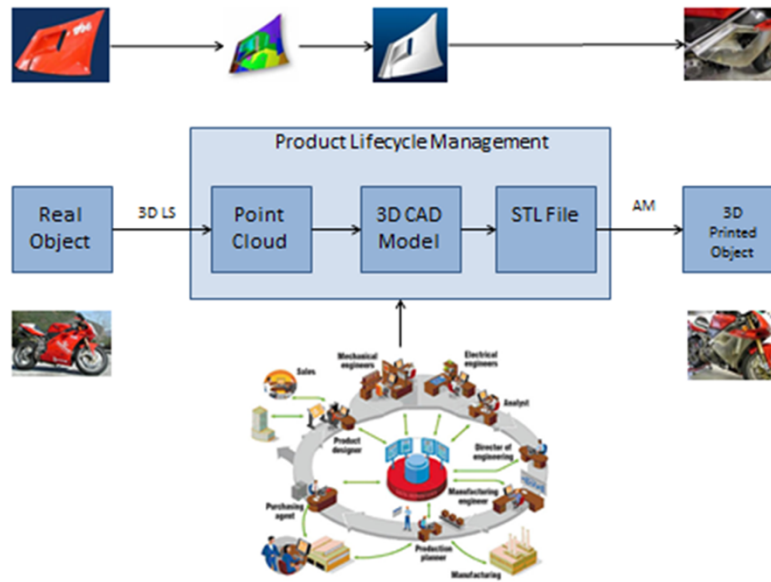 Product Lifecycle Management
Real
Object
3D LS
Point
Cloud
3D CAD
Model
STL File
AM
3D
Printed
Object
Mechanical
engineers
Electrical
engineers
Sales
Analyst
Product
designer
Director of
engineering
Manufacturing
engineer
Purchasing
agent
Production
planner
Manufacturing